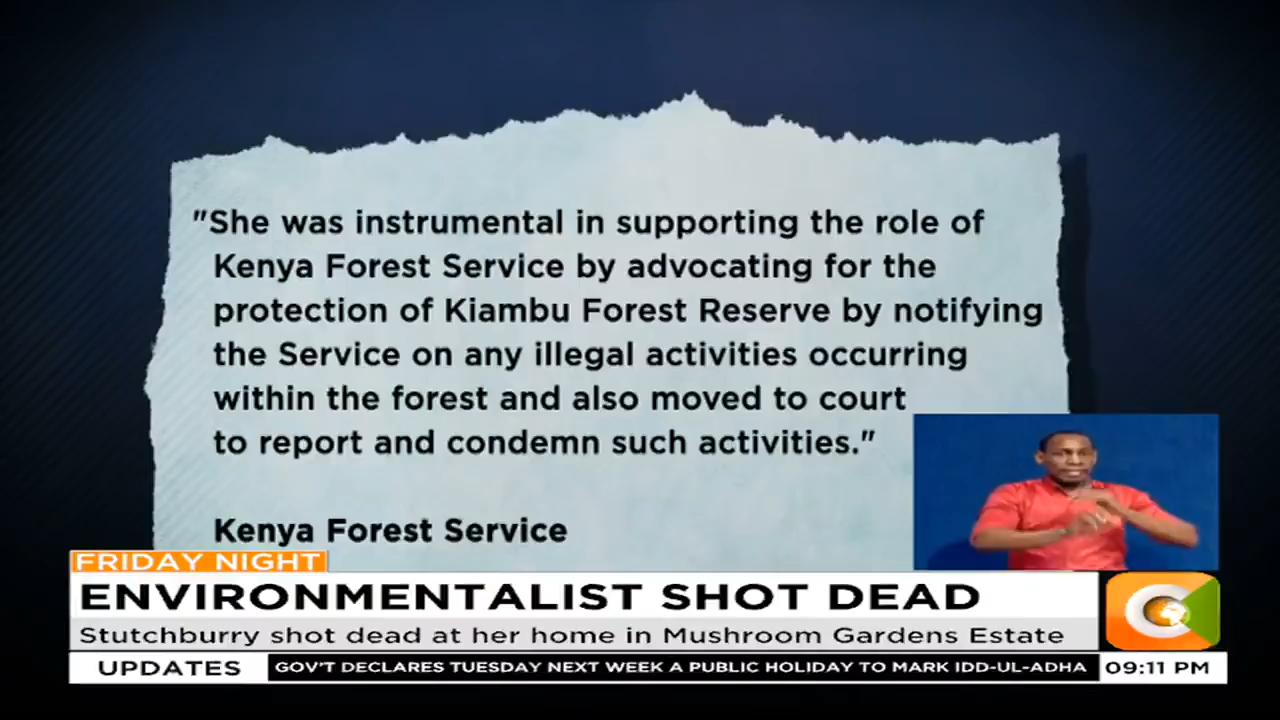 "She was instrumental in supporting the role of
Kenya Forest Service by advocating for the
protection of Kiambu Forest Reserve by notifying
the Service on any illegal activities occurring
within the forest and also moved to court
to report and condemn such activities."
Kenya Forest Service
FRIDAY NIGHT
ENVIRONMENTALIST SHOT DEAD
Stutchburry shot dead at her home in Mushroom Gardens Estate
UPDATES GOV'T DECLARES TUESDAY NEXT WEEK A PUBLIC HOLIDAY TO MARK IDD-UL-ADHA 09:11 PM